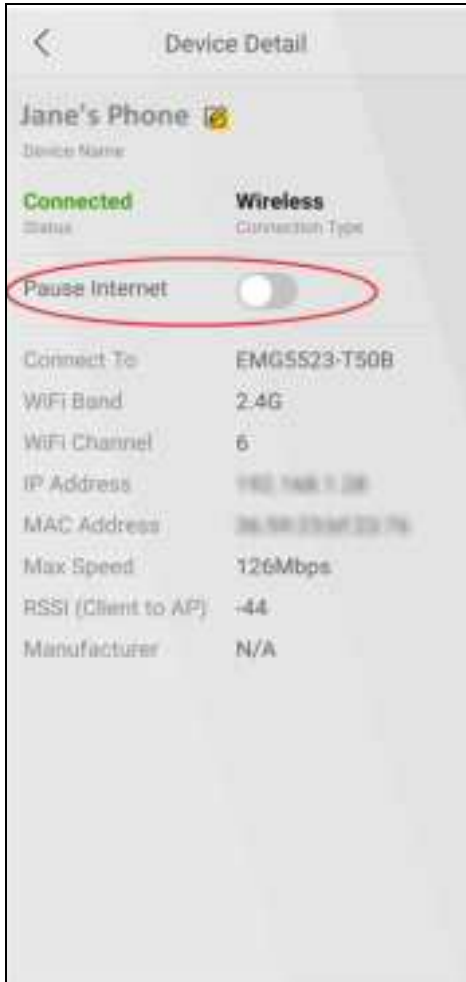 Device Detail
Jane's Phone
Device Name
Connected Wireless
Status Connection Type
Pause Internet
Connect To EMG5523-T50B
WiFi Band 2.4G
WiFi Channel 6
IP Address
MAC Address
Max Speed 126Mbps
RSSI (Client to AP) -44
Manufacturer N/A